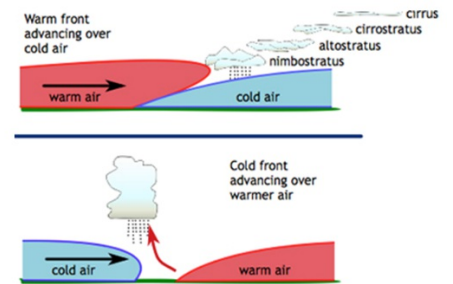 Warm front
advancing over
cold air
cirrus
cirrostratus
altostratus
nimbostratus
warm air
cold air
Cold front
advancing over
warmer air
cold air
warm air